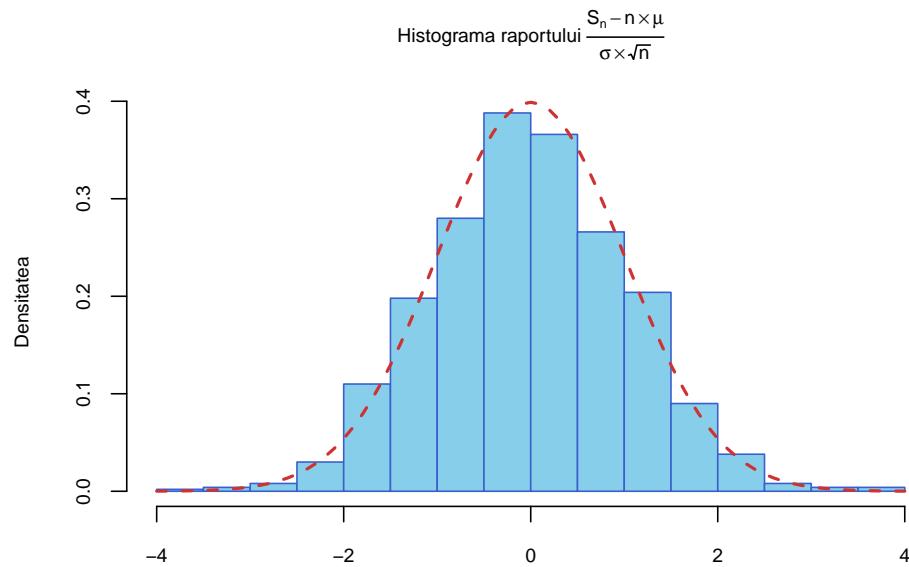 Histograma raportului (Sₙ − n × μ) / (σ × √n)
Densitatea
0.4
0.3
0.2
0.1
0.0
−4 −2 0 2 4